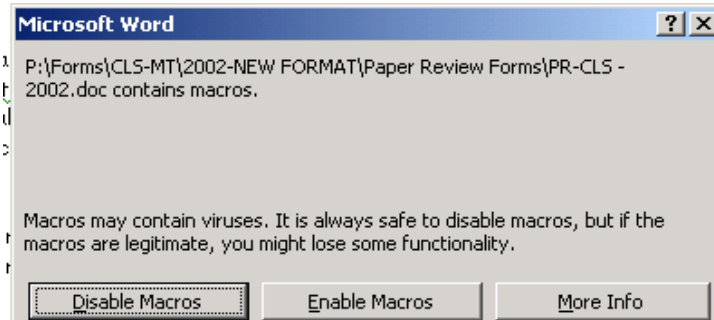 Microsoft Word
P:\Forms\CLS-MT\2002-NEW FORMAT\Paper Review Forms\PR-CLS -
2002.doc contains macros.
Macros may contain viruses. It is always safe to disable macros, but if the
macros are legitimate, you might lose some functionality.
Disable Macros Enable Macros More Info